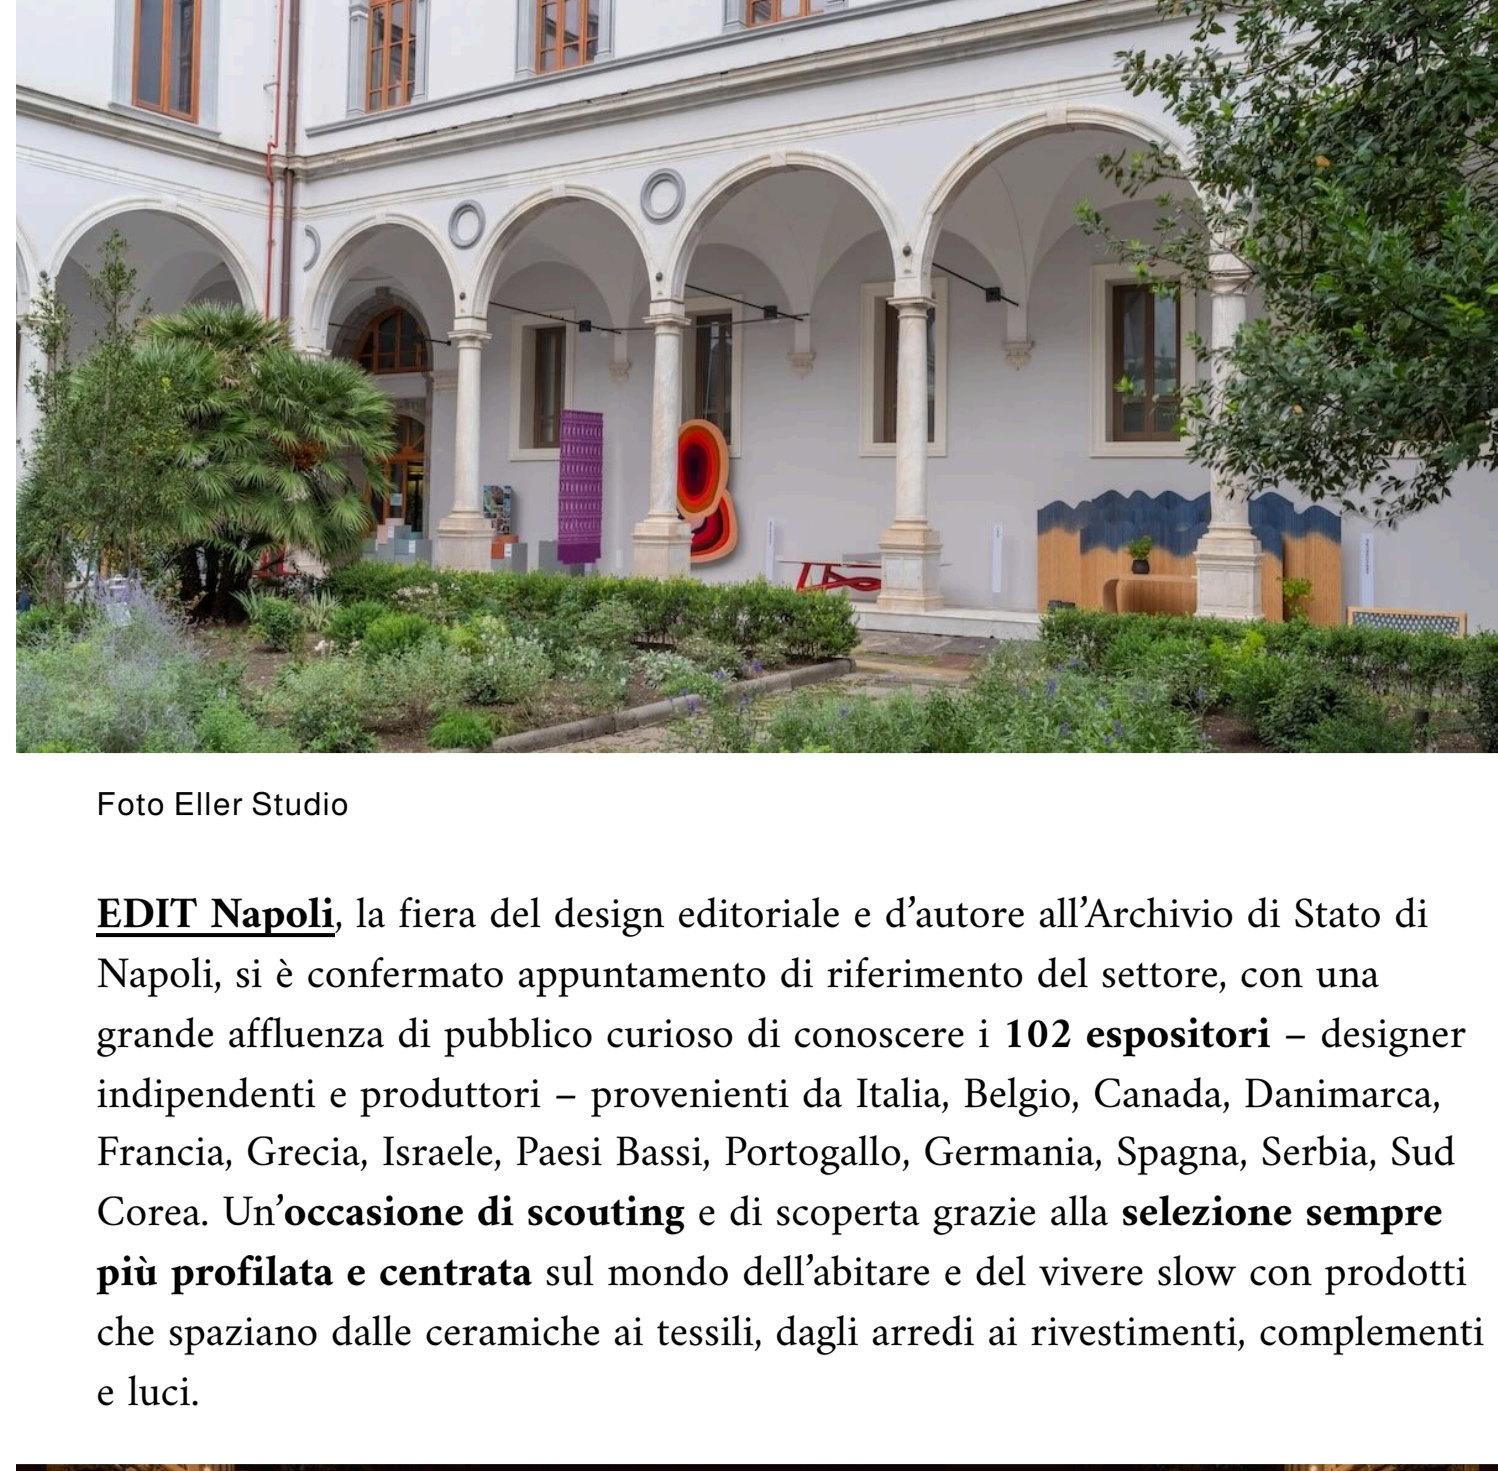 Foto Eller Studio
EDIT Napoli, la fiera del design editoriale e d’autore all’Archivio di Stato di
Napoli, si è confermato appuntamento di riferimento del settore, con una
grande affluenza di pubblico curioso di conoscere i 102 espositori – designer
indipendenti e produttori – provenienti da Italia, Belgio, Canada, Danimarca,
Francia, Grecia, Israele, Paesi Bassi, Portogallo, Germania, Spagna, Serbia, Sud
Corea. Un’occasione di scouting e di scoperta grazie alla selezione sempre
più profilata e centrata sul mondo dell’abitare e del vivere slow con prodotti
che spaziano dalle ceramiche ai tessili, dagli arredi ai rivestimenti, complementi
e luci.